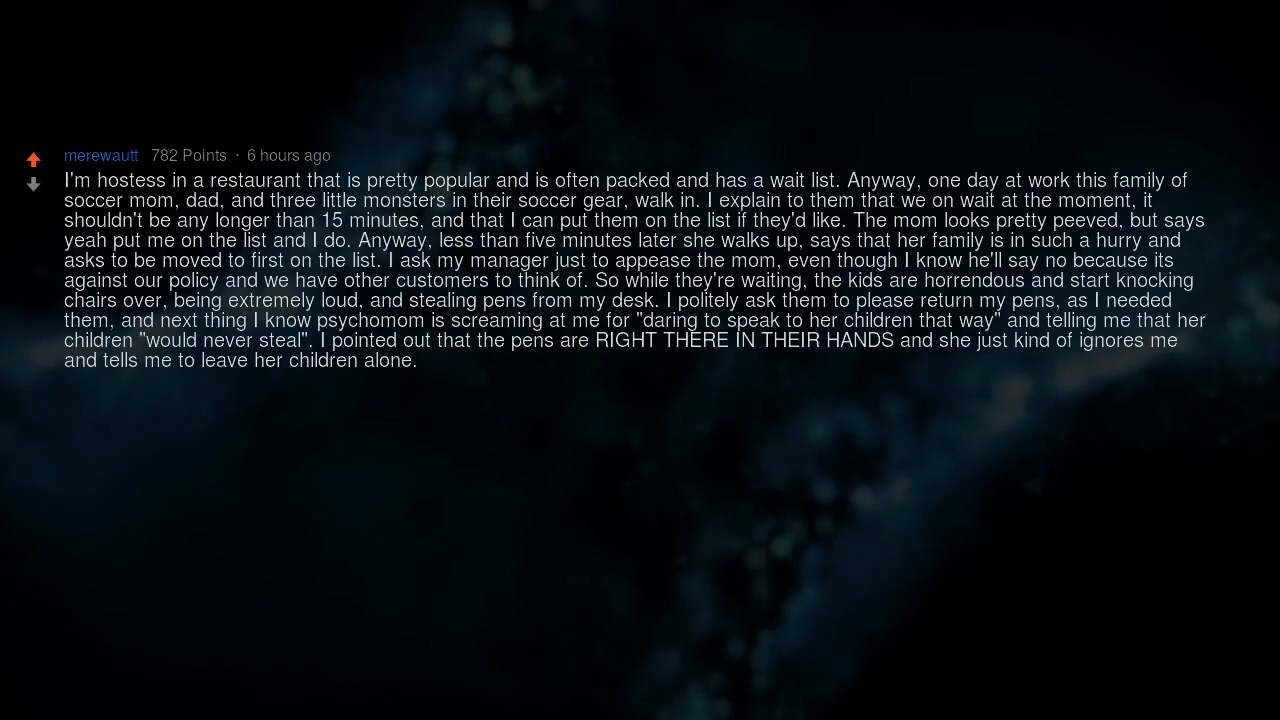 merewautt 782 Points · 6 hours ago
I'm hostess in a restaurant that is pretty popular and is often packed and has a wait list. Anyway, one day at work this family of
soccer mom, dad, and three little monsters in their soccer gear, walk in. I explain to them that we on wait at the moment, it
shouldn't be any longer than 15 minutes, and that I can put them on the list if they'd like. The mom looks pretty peeved, but says
yeah put me on the list and I do. Anyway, less than five minutes later she walks up, says that her family is in such a hurry and
asks to be moved to first on the list. I ask my manager just to appease the mom, even though I know he'll say no because its
against our policy and we have other customers to think of. So while they're waiting, the kids are horrendous and start knocking
chairs over, being extremely loud, and stealing pens from my desk. I politely ask them to please return my pens, as I needed
them, and next thing I know psychomom is screaming at me for "daring to speak to her children that way" and telling me that her
children "would never steal". I pointed out that the pens are RIGHT THERE IN THEIR HANDS and she just kind of ignores me
and tells me to leave her children alone.